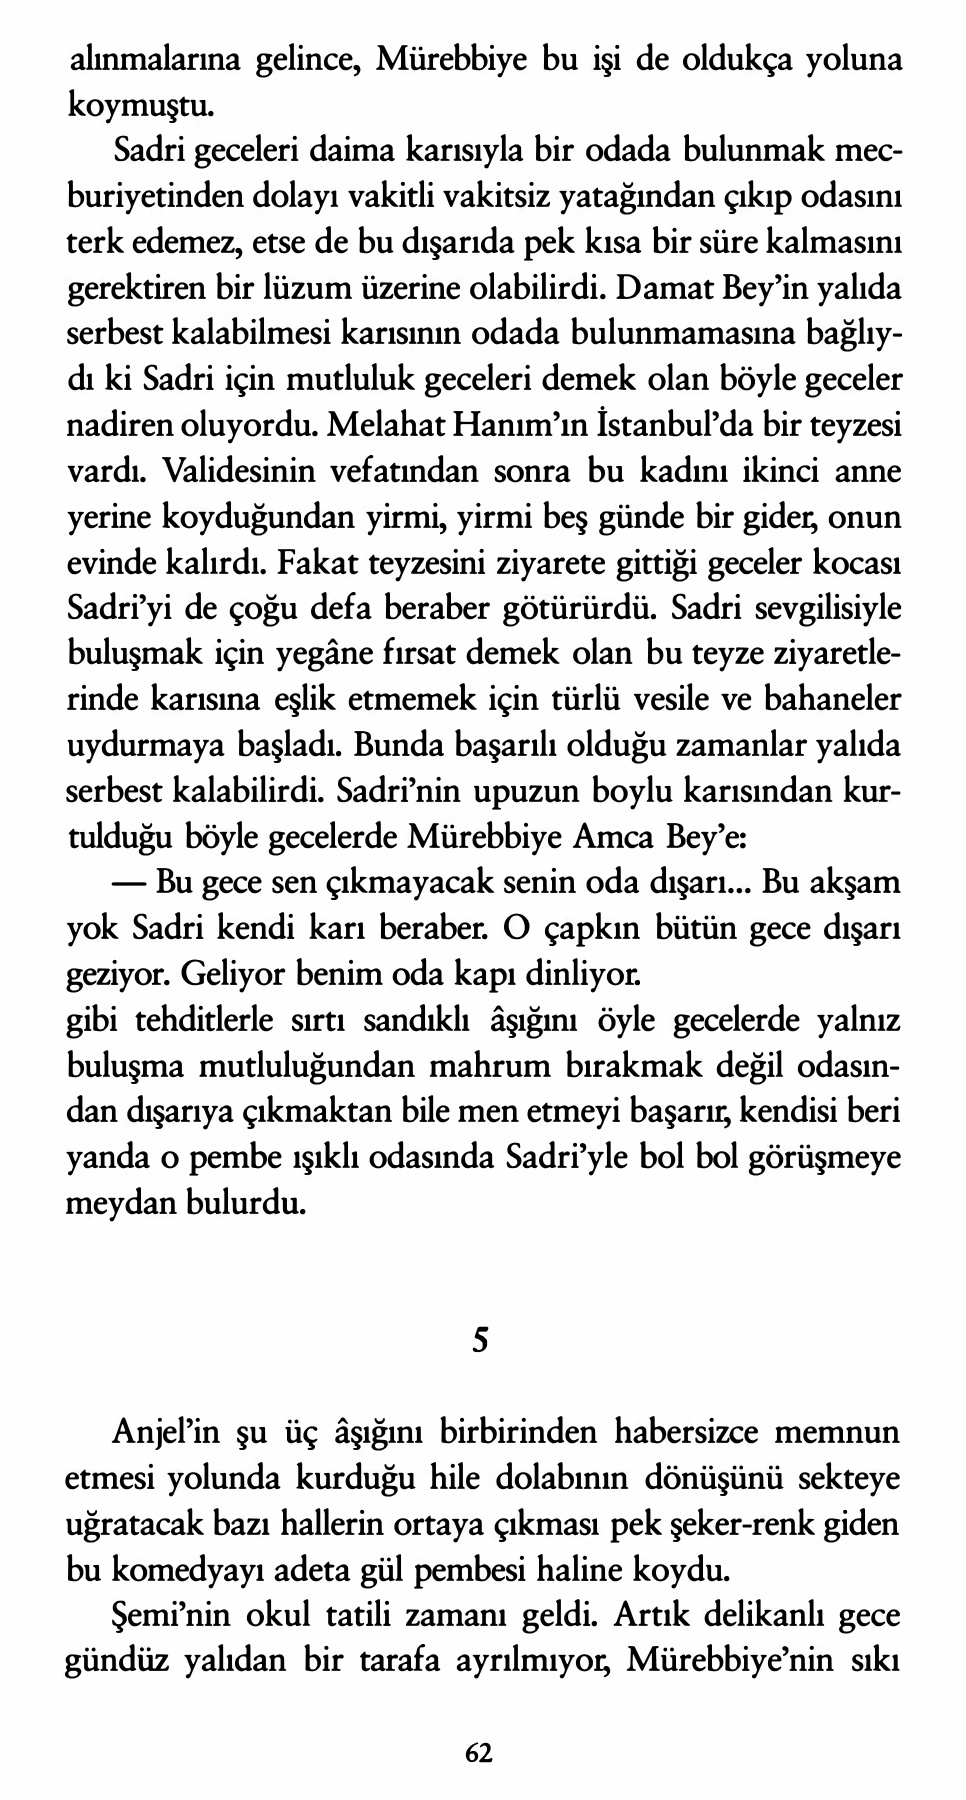 alınmalarına gelince, Mürebbiye bu işi de oldukça yoluna
koymuştu.
Sadri geceleri daima karısıyla bir odada bulunmak mec-
buriyetinden dolayı vakitli vakitsiz yatağından çıkıp odasını
terk edemez, etse de bu dışarıda pek kısa bir süre kalmasını
gerektiren bir lüzum üzerine olabilirdi. Damat Bey’in yalıda
serbest kalabilmesi karısının odada bulunmamasına bağlıy-
dı ki Sadri için mutluluk geceleri demek olan böyle geceler
nadiren oluyordu. Melahat Hanım’ın İstanbul’da bir teyzesi
vardı. Validesinin vefatından sonra bu kadını ikinci anne
yerine koyduğundan yirmi, yirmi beş günde bir gider, onun
evinde kalırdı. Fakat teyzesini ziyarete gittiği geceler kocası
Sadri’yi de çoğu defa beraber götürürdü. Sadri sevgilisiyle
buluşmak için yegâne fırsat demek olan bu teyze ziyaretle-
rinde karısına eşlik etmemek için türlü vesile ve bahaneler
uydurmaya başladı. Bunda başarılı olduğu zamanlar yalıda
serbest kalabilirdi. Sadri’nin upuzun boylu karısından kur-
tulduğu böyle gecelerde Mürebbiye Amca Bey’e:
— Bu gece sen çıkmayacak senin oda dışarı... Bu akşam
yok Sadri kendi karı beraber. O çapkın bütün gece dışarı
geziyor. Geliyor benim oda kapı dinliyor.
gibi tehditlerle sırtı sandıklı âşığını öyle gecelerde yalnız
buluşma mutluluğundan mahrum bırakmak değil odasın-
dan dışarıya çıkmaktan bile men etmeyi başarır, kendisi beri
yanda o pembe ışıklı odasında Sadri’yle bol bol görüşmeye
meydan bulurdu.
5
Anjel’in şu üç âşığını birbirinden habersizce memnun
etmesi yolunda kurduğu hile dolabının dönüşünü sekteye
uğratacak bazı hallerin ortaya çıkması pek şeker-renk giden
bu komedyayı adeta gül pembesi haline koydu.
Şemi’nin okul tatili zamanı geldi. Artık delikanlı gece
gündüz yalıdan bir tarafa ayrılmıyor, Mürebbiye’nin sıkı
62